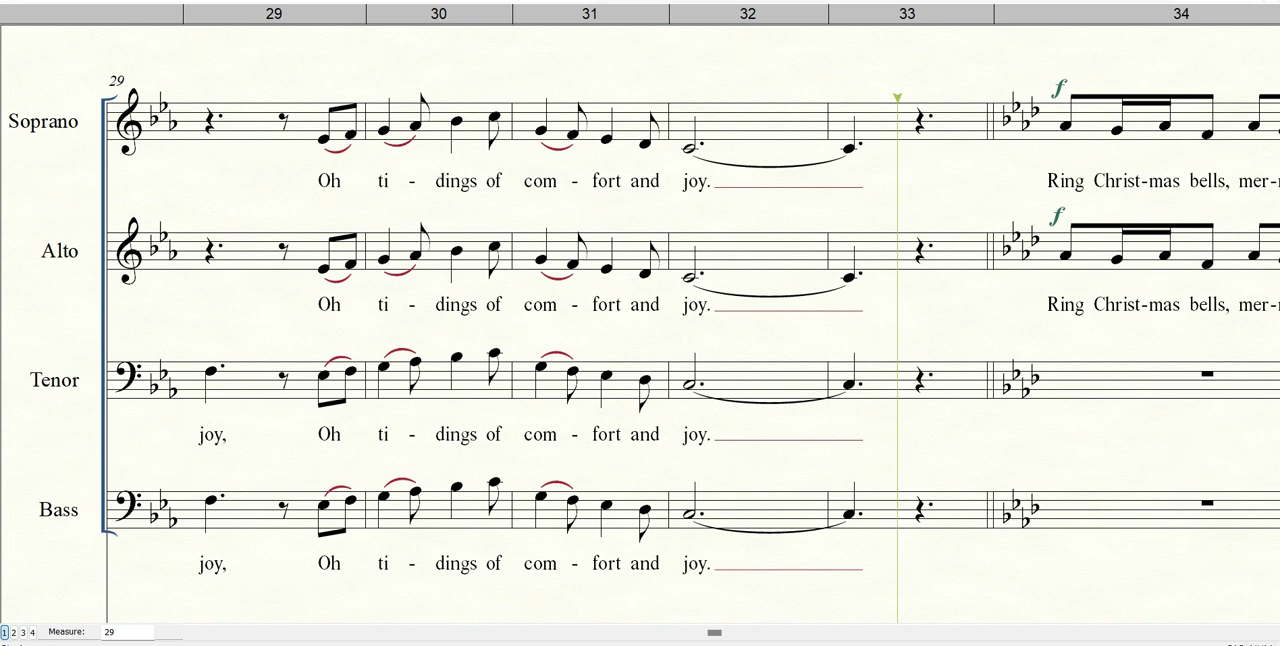 29 30 31 32 33 34
29
f
Soprano
Oh ti - dings of com - fort and joy. Ring Christ-mas bells, mer-
f
Alto
Oh ti - dings of com - fort and joy. Ring Christ-mas bells, mer-
Tenor
joy, Oh ti - dings of com - fort and joy.
Bass
joy, Oh ti - dings of com - fort and joy.
1 2 3 4 Measure: 29